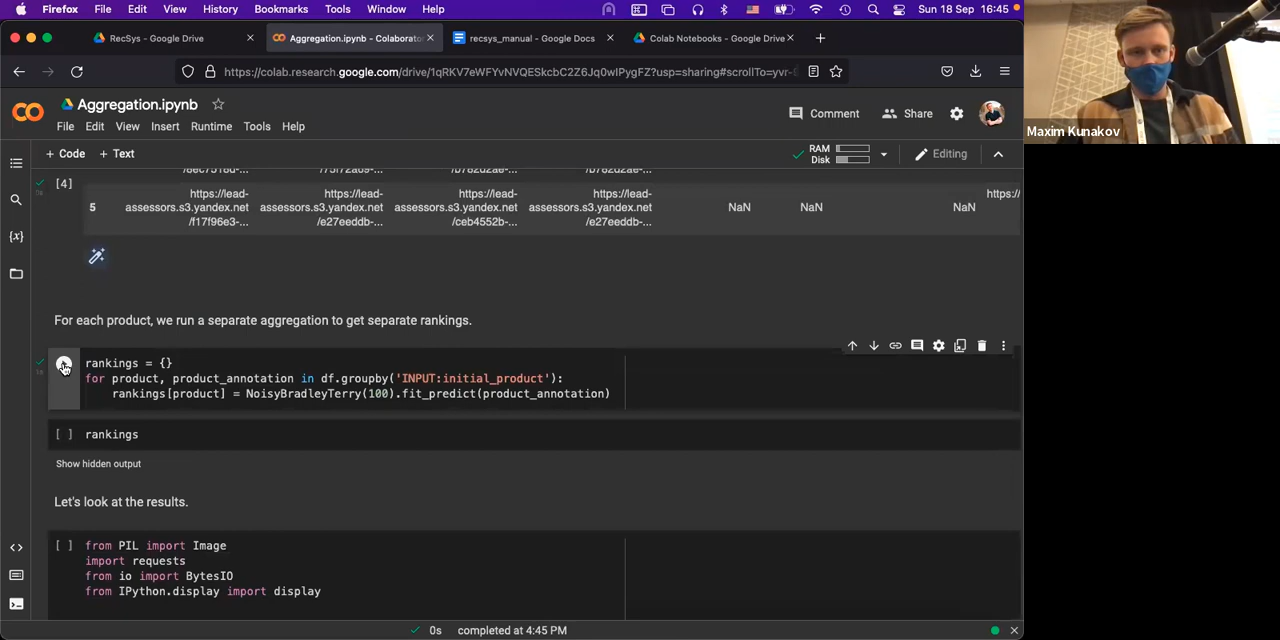 Firefox File Edit View History Bookmarks Tools Window Help Sun 18 Sep 16:45
RecSys - Google Drive Aggregation.ipynb - Colaborato recsys_manual - Google Docs Colab Notebooks - Google Drive
https://colab.research.google.com/drive/1qRKV7eWFYvNVQESkcbC2Z6Jq0wIPygFZ?usp=sharing#scrollTo=yvr-
Maxim Kunakov
Aggregation.ipynb
Comment Share
File Edit View Insert Runtime Tools Help
+ Code + Text RAM Disk Editing
[4]
https://lead- https://lead- https://lead- https://lead- https:/
5 assessors.s3.yandex.net assessors.s3.yandex.net assessors.s3.yandex.net assessors.s3.yandex.net NaN NaN NaN
/f17f96e3-... /e27eeddb-... /ceb4552b-... /e27eeddb-...
For each product, we run a separate aggregation to get separate rankings.
rankings = {}
for product, product_annotation in df.groupby('INPUT:initial_product'):
rankings[product] = NoisyBradleyTerry(100).fit_predict(product_annotation)
[ ] rankings
Show hidden output
Let's look at the results.
[ ] from PIL import Image
import requests
from io import BytesIO
from IPython.display import display
0s completed at 4:45 PM